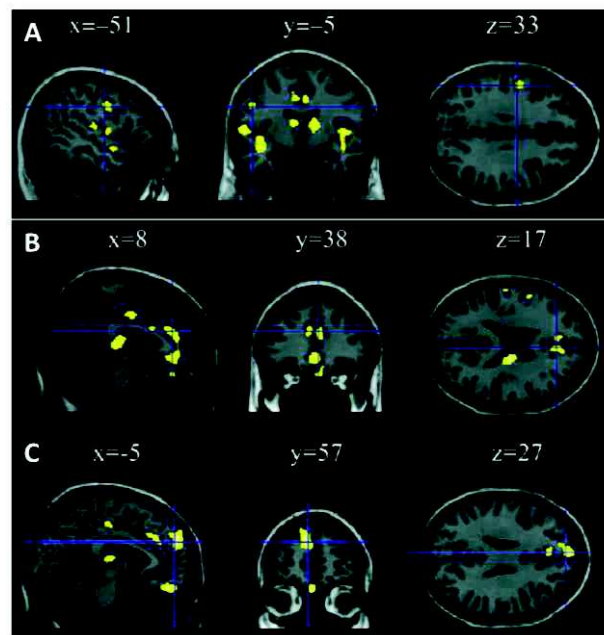 A
x=–51 y=–5 z=33
B
x=8 y=38 z=17
C
x=-5 y=57 z=27